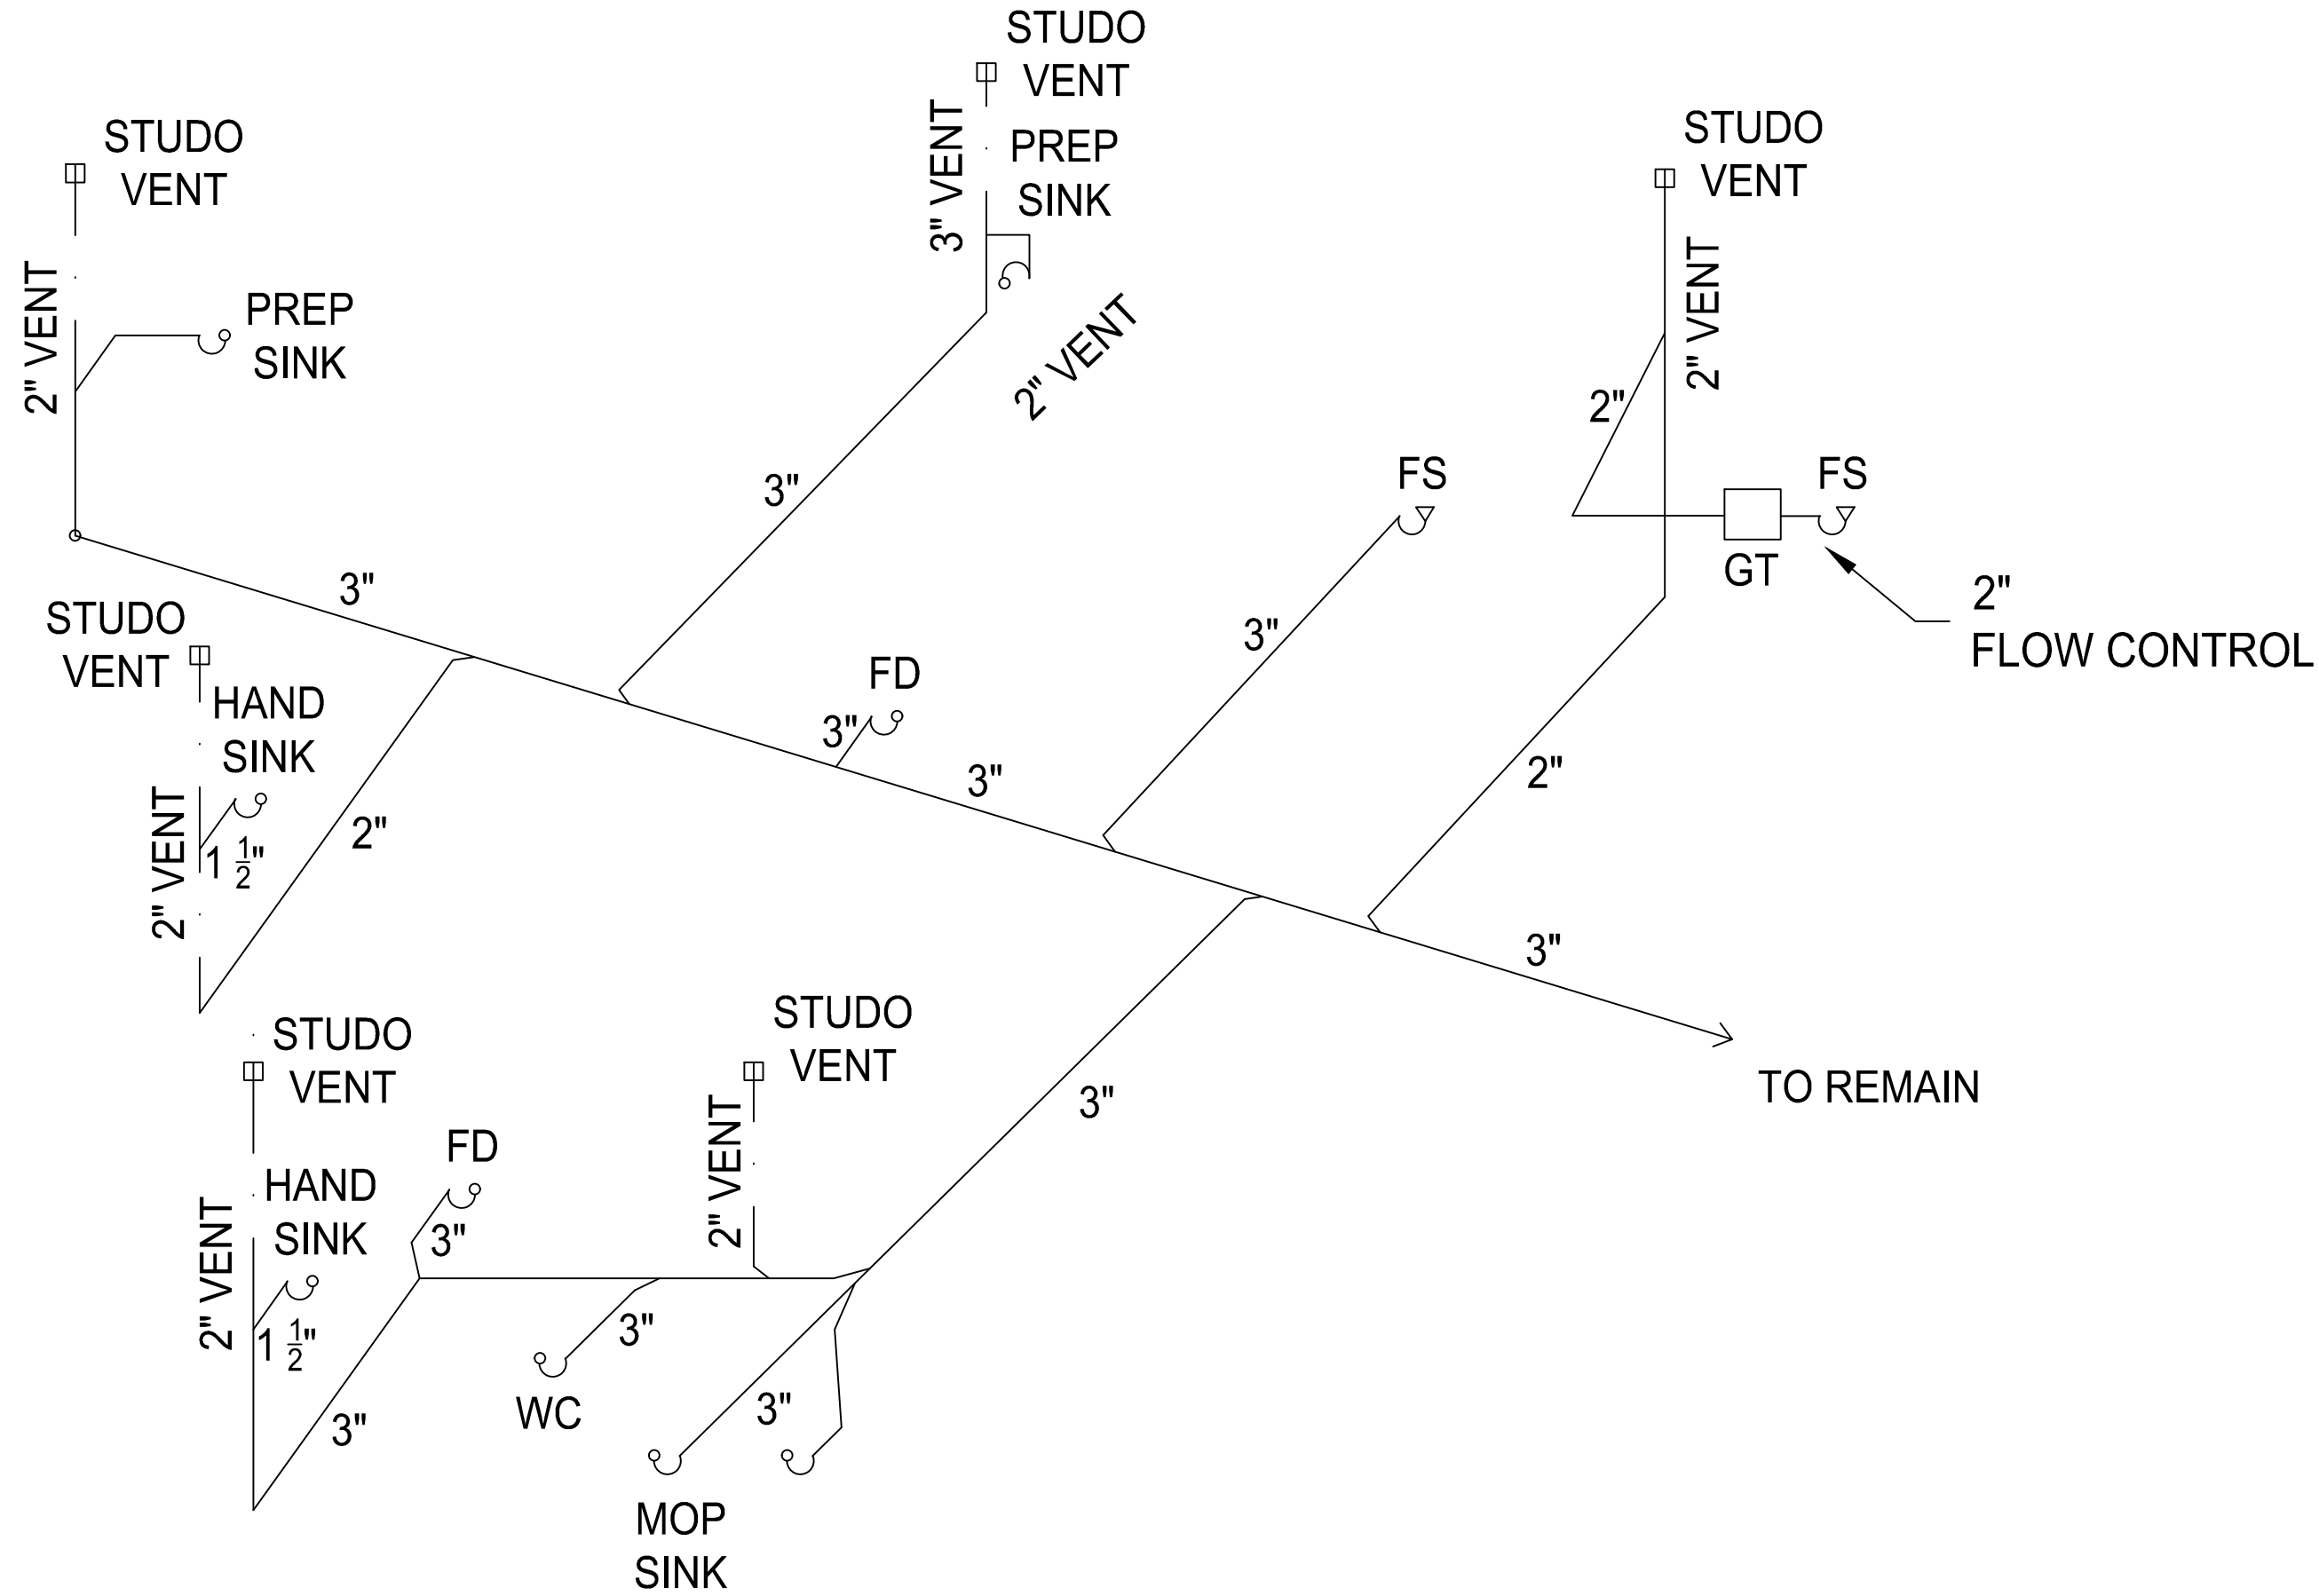 STUDO
VENT
3" VENT
PREP
SINK
STUDO
VENT
2" VENT
PREP
SINK
STUDO
VENT
2" VENT
2" VENT
2"
3"
FS
FS
GT
2"
FLOW CONTROL
3"
STUDO
VENT
HAND
SINK
2" VENT
1 1/2"
2"
FD
3"
3"
3"
2"
3"
TO REMAIN
STUDO
VENT
HAND
SINK
2" VENT
1 1/2"
3"
FD
3"
STUDO
VENT
2" VENT
3"
3"
WC
3"
MOP
SINK